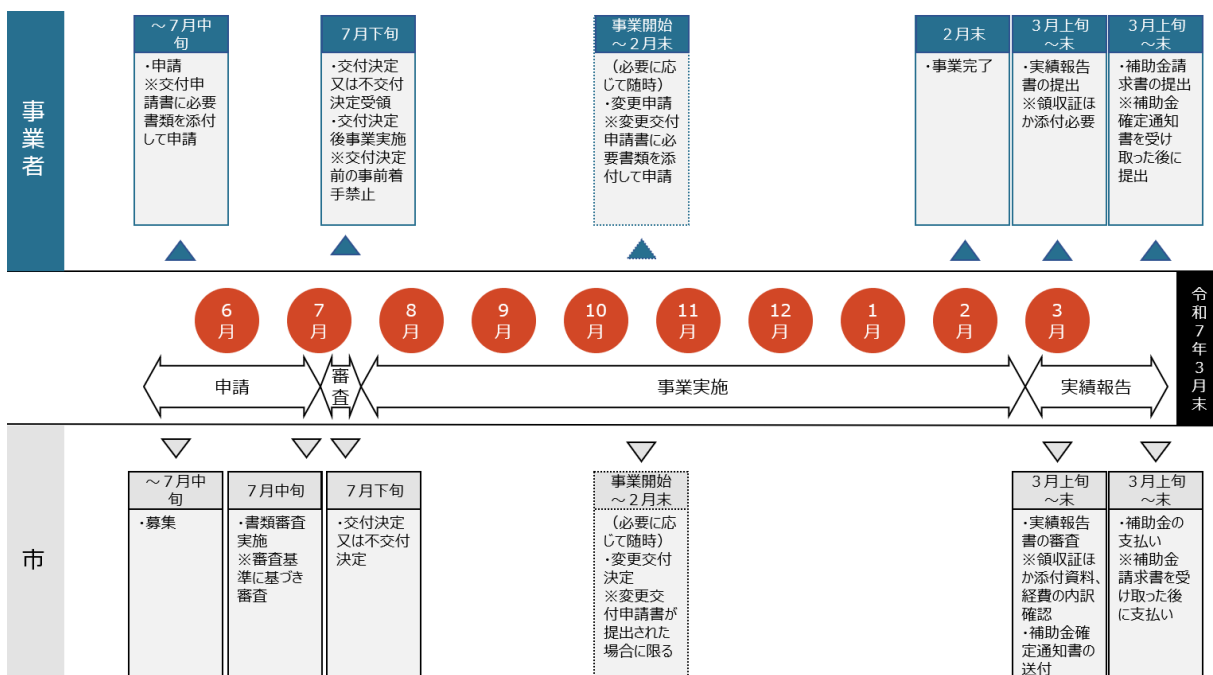 事業者
～７月中
旬
・申請
※交付申
請書に必要
書類を添付
して申請
７月下旬
・交付決定
又は不交付
決定受領
・交付決定
後事業実施
※交付決定
前の事前着
手禁止
事業開始
～２月末
（必要に応
じて随時）
・変更申請
※変更交付
申請書に必
要書類を添
付して申請
２月末
・事業完了
３月上旬
～末
・実績報告
書の提出
※領収証ほ
か添付必要
３月上旬
～末
・補助金請
求書の提出
※補助金
確定通知
書を受け
取った後に
提出
6
月
7
月
8
月
9
月
10
月
11
月
12
月
1
月
2
月
3
月
令和７年３月末
申請
審
査
事業実施
実績報告
市
～７月中
旬
・募集
７月中旬
・書類審査
実施
※審査基
準に基づき
審査
７月下旬
・交付決定
又は不交付
決定
事業開始
～２月末
（必要に応
じて随時）
・変更交付
決定
※変更交
付申請書が
提出された
場合に限る
３月上旬
～末
・実績報告
書の審査
※領収証ほ
か添付資料、
経費の内訳
確認
・補助金確
定通知書の
送付
３月上旬
～末
・補助金の
支払い
※補助金
請求書を受
け取った後
に支払い